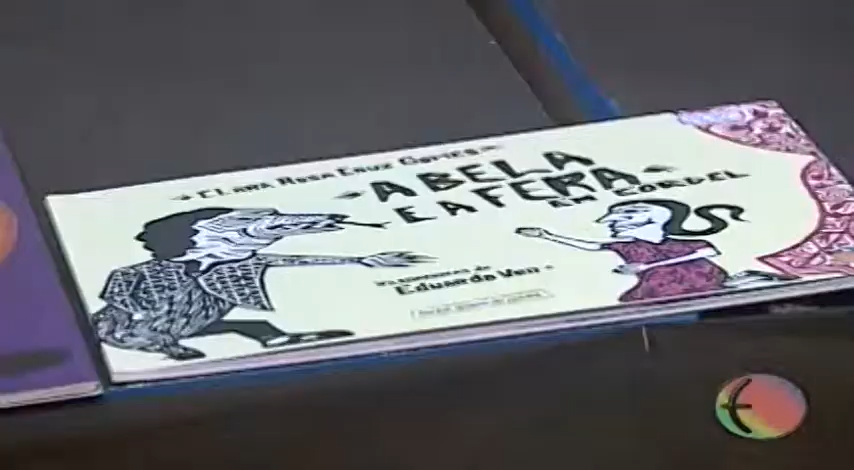 CLARA ROSA CRUZ GOMES
A BELA
E A FERA
EM CORDEL
Eduardo Ver